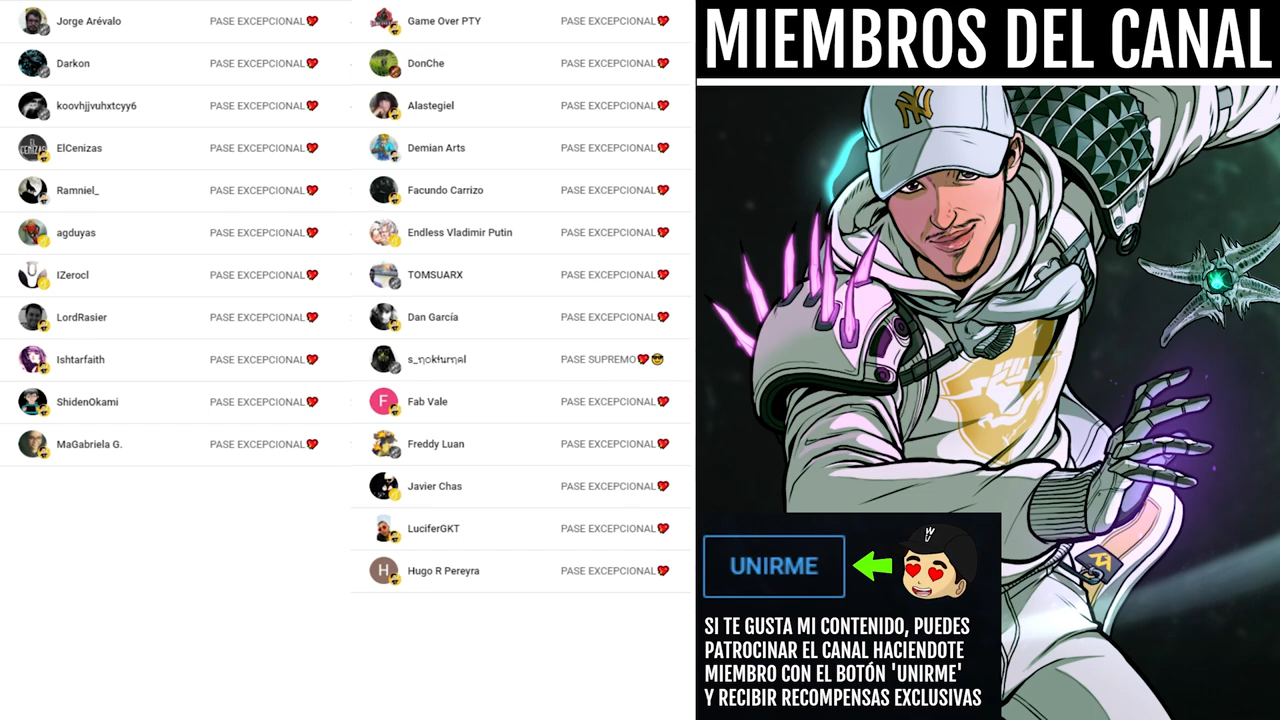 Jorge Arévalo PASE EXCEPCIONAL
Darkon PASE EXCEPCIONAL
koovhjjvuhxtcyy6 PASE EXCEPCIONAL
ElCenizas PASE EXCEPCIONAL
Ramniel_ PASE EXCEPCIONAL
agduyas PASE EXCEPCIONAL
IZerocl PASE EXCEPCIONAL
LordRasier PASE EXCEPCIONAL
Ishtarfaith PASE EXCEPCIONAL
ShidenOkami PASE EXCEPCIONAL
MaGabriela G. PASE EXCEPCIONAL
Game Over PTY PASE EXCEPCIONAL
DonChe PASE EXCEPCIONAL
Alastegiel PASE EXCEPCIONAL
Demian Arts PASE EXCEPCIONAL
Facundo Carrizo PASE EXCEPCIONAL
Endless Vladimir Putin PASE EXCEPCIONAL
TOMSUARX PASE EXCEPCIONAL
Dan García PASE EXCEPCIONAL
PASE SUPREMO
F Fab Vale PASE EXCEPCIONAL
Freddy Luan PASE EXCEPCIONAL
Javier Chas PASE EXCEPCIONAL
LuciferGKT PASE EXCEPCIONAL
H Hugo R Pereyra PASE EXCEPCIONAL
MIEMBROS DEL CANAL
NY
UNIRME
SI TE GUSTA MI CONTENIDO, PUEDES
PATROCINAR EL CANAL HACIENDOTE
MIEMBRO CON EL BOTÓN 'UNIRME'
Y RECIBIR RECOMPENSAS EXCLUSIVAS